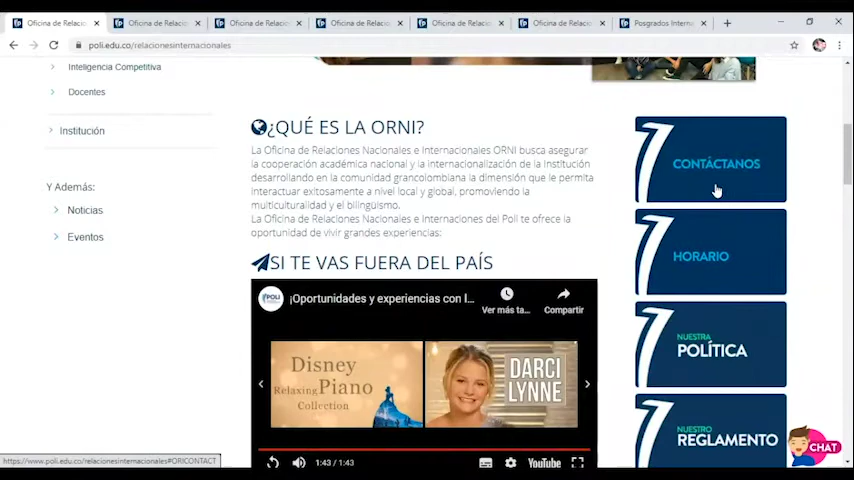 Oficina de Relacio
Oficina de Relacio
Oficina de Relacio
Oficina de Relacio
Oficina de Relacio
Oficina de Relacio
Posgrados Interna
poli.edu.co/relacionesinternacionales
Inteligencia Competitiva
Docentes
Institución
Y Además:
Noticias
Eventos
¿QUÉ ES LA ORNI?
La Oficina de Relaciones Nacionales e Internacionales ORNI busca asegurar
la cooperación académica nacional y la internacionalización de la Institución
desarrollando en la comunidad grancolombiana la dimensión que le permita
interactuar exitosamente a nivel local y global, promoviendo la
multiculturalidad y el bilingüismo.
La Oficina de Relaciones Nacionales e Internaciones del Poli te ofrece la
oportunidad de vivir grandes experiencias:
SI TE VAS FUERA DEL PAÍS
POLI
¡Oportunidades y experiencias con l...
Ver más ta...
Compartir
Disney
Relaxing Piano
Collection
DARCI
LYNNE
1:43 / 1:43
YouTube
CONTÁCTANOS
HORARIO
NUESTRA
POLÍTICA
NUESTRO
REGLAMENTO
CHAT
https://www.poli.edu.co/relacionesinternacionales#ORICONTACT